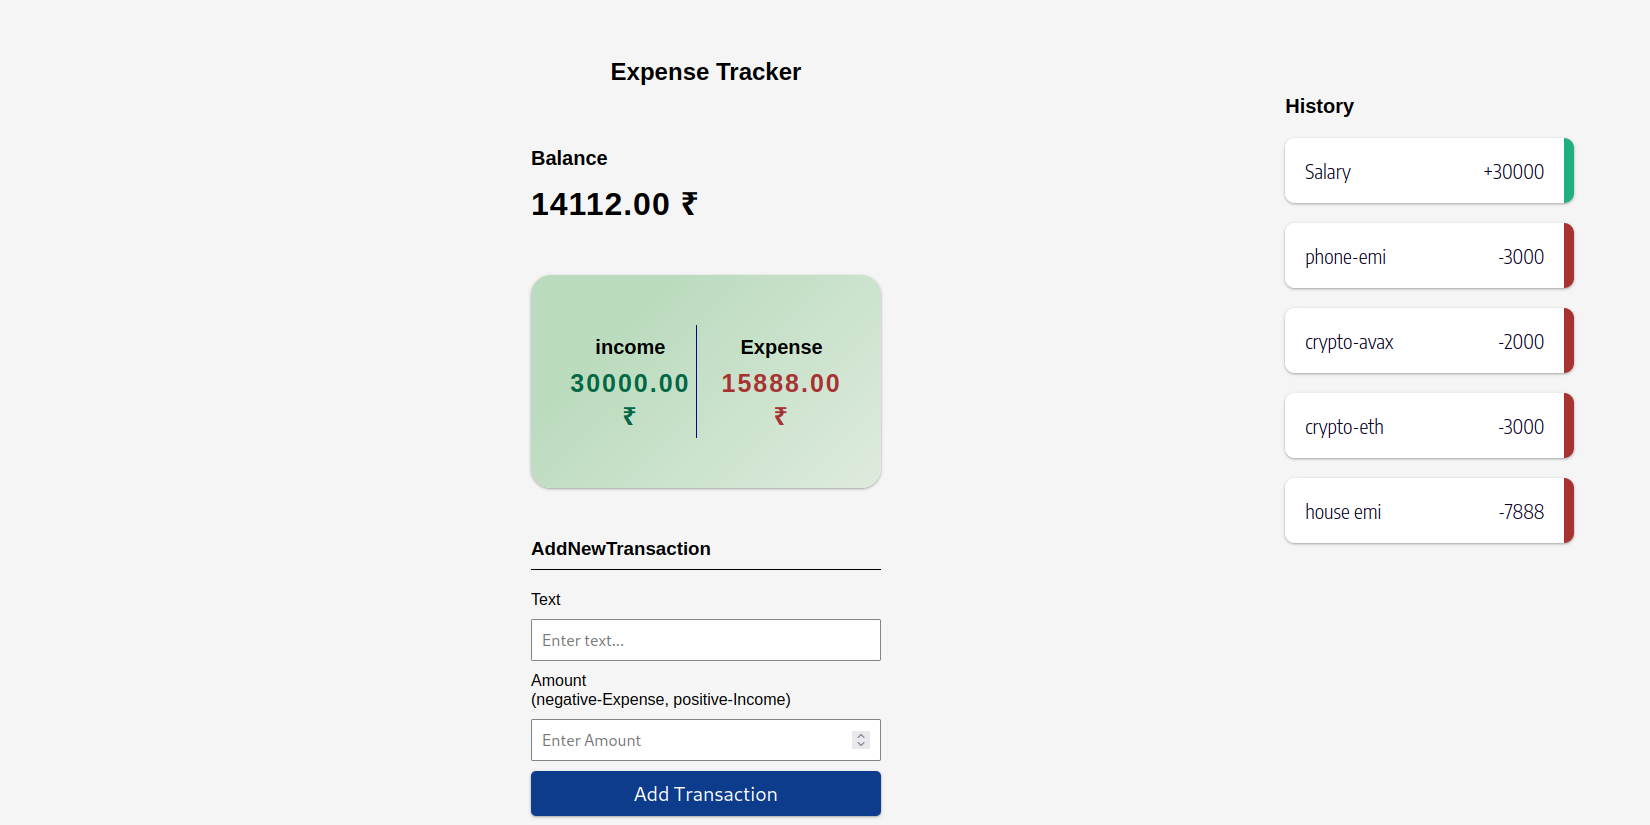 Expense Tracker
Balance
14112.00 ₹
income
30000.00
₹
Expense
15888.00
₹
AddNewTransaction
Text
Enter text...
Amount
(negative-Expense, positive-Income)
Enter Amount
Add Transaction
History
Salary +30000
phone-emi -3000
crypto-avax -2000
crypto-eth -3000
house emi -7888